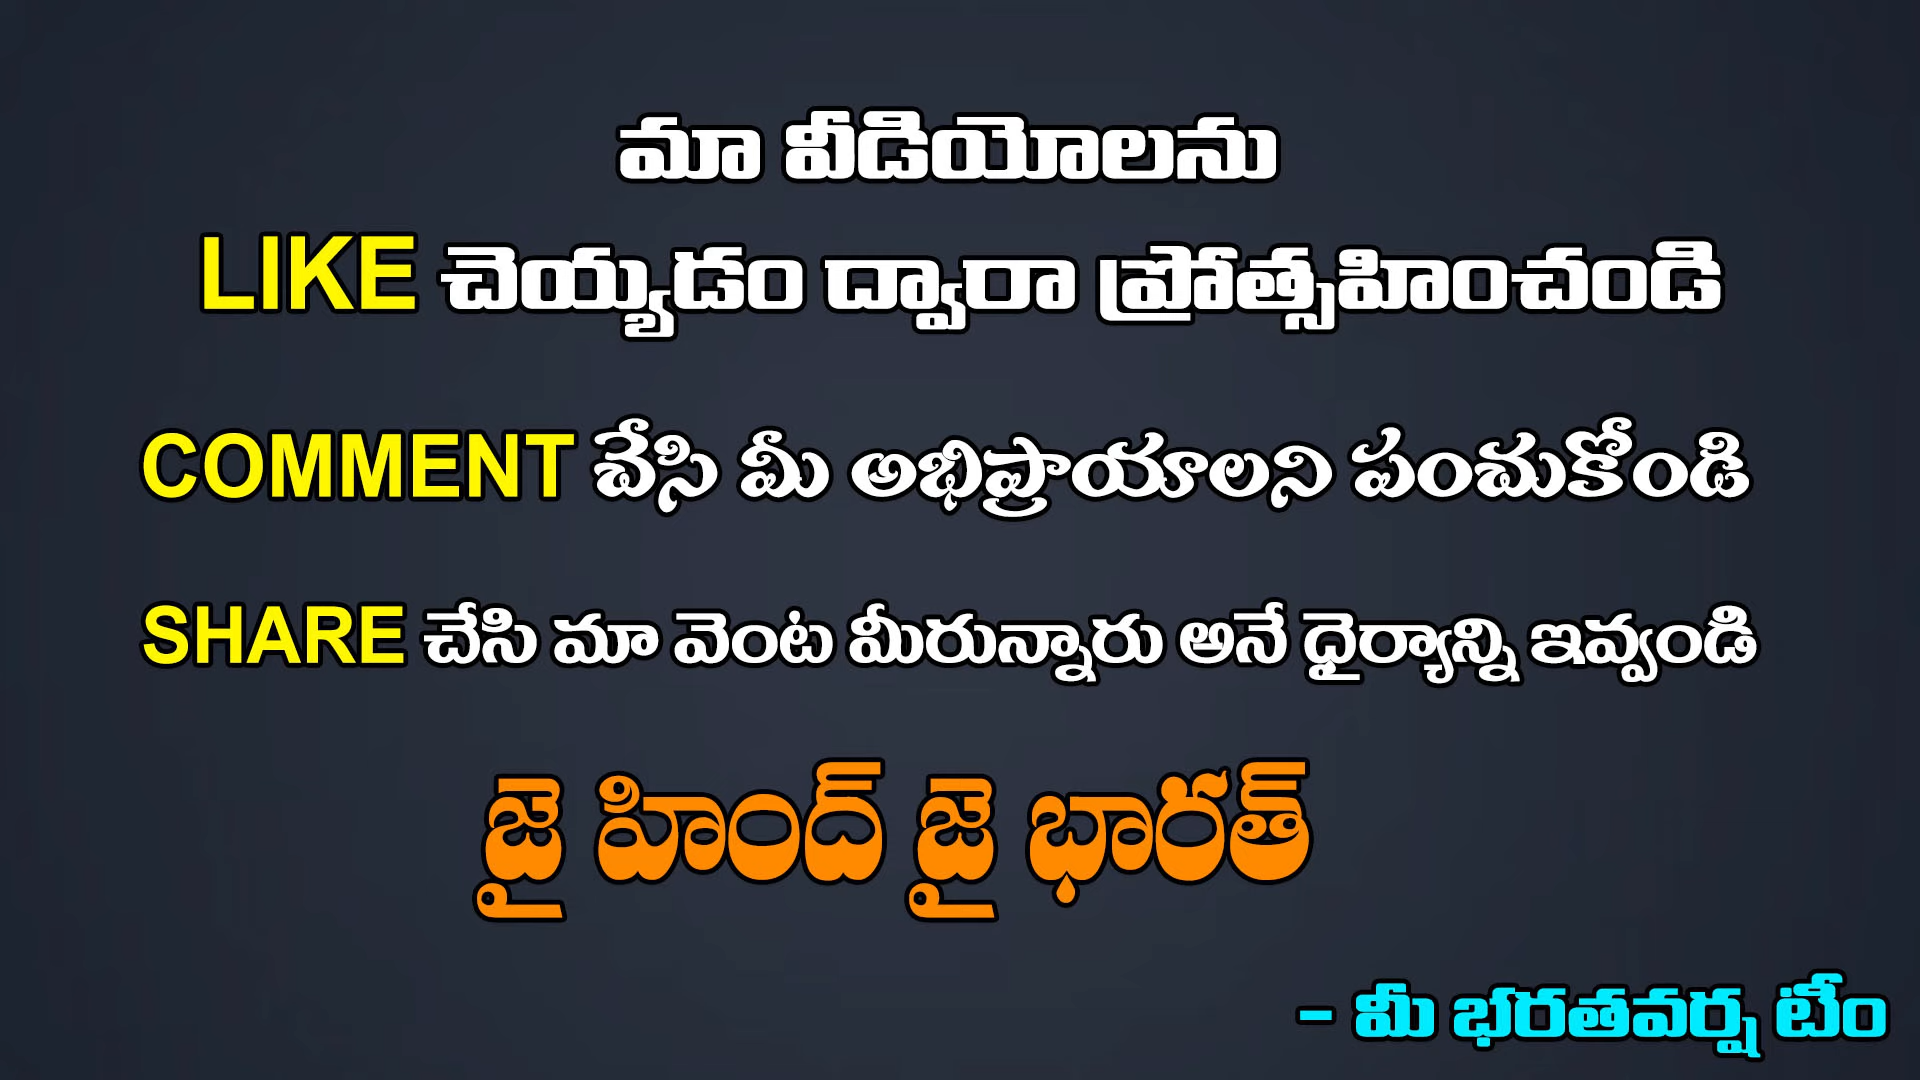 మా వీడియోలను
LIKE చెయ్యడం ద్వారా ప్రోత్సహించండి
COMMENT చేసి మీ అభిప్రాయాలని పంచుకోండి
SHARE చేసి మా వెంట మీరున్నారు అనే ధైర్యాన్ని ఇవ్వండి
జై హింద్ జై భారత్
- మీ భరతవర్ష టీం